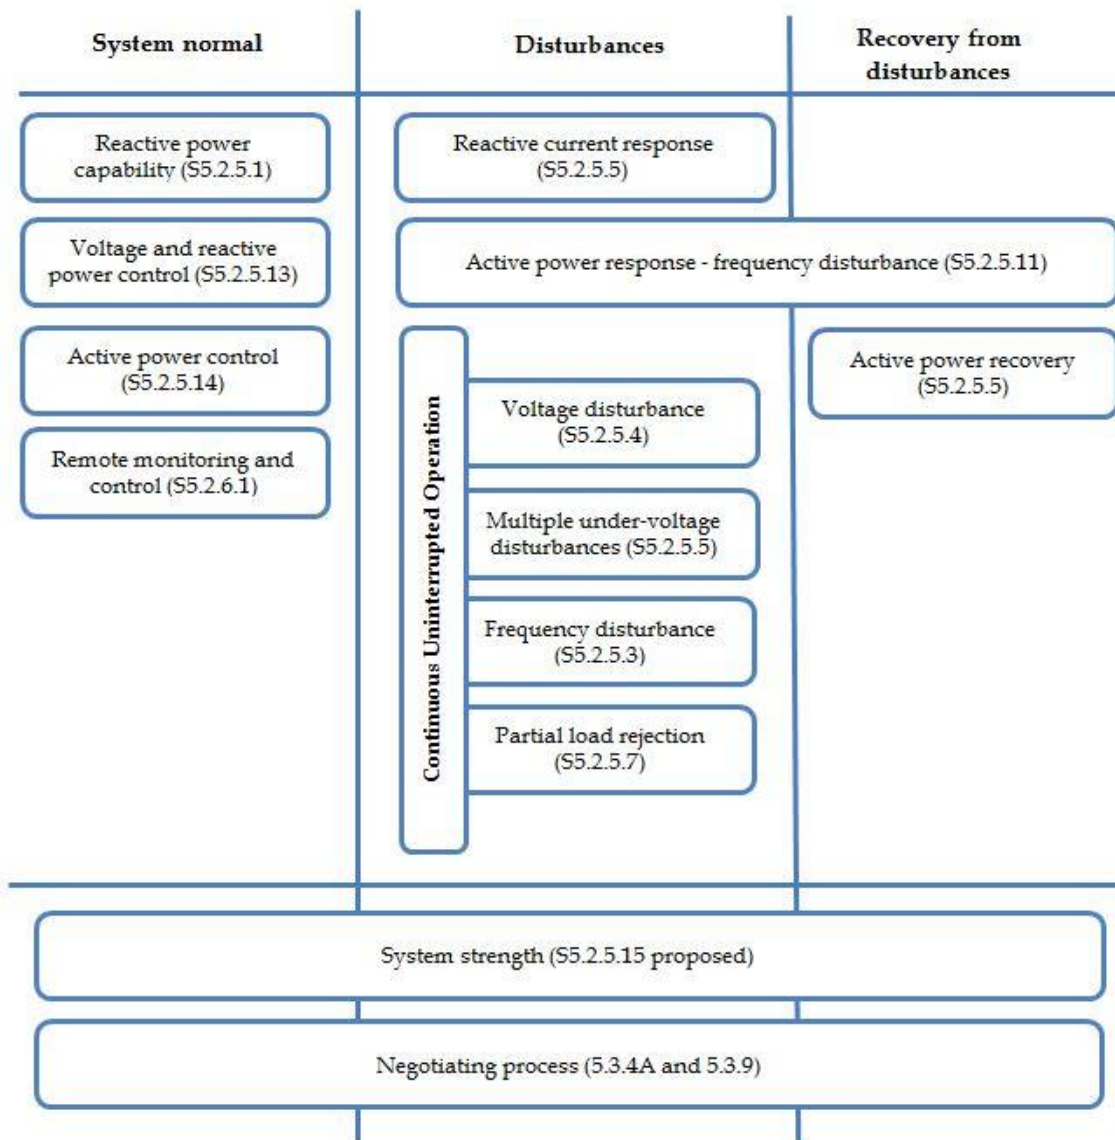 System normal
Disturbances
Recovery from
disturbances
Reactive power
capability (S5.2.5.1)
Reactive current response
(S5.2.5.5)
Voltage and reactive
power control (S5.2.5.13)
Active power response - frequency disturbance (S5.2.5.11)
Active power control
(S5.2.5.14)
Active power recovery
(S5.2.5.5)
Remote monitoring and
control (S5.2.6.1)
Continuous Uninterrupted Operation
Voltage disturbance
(S5.2.5.4)
Multiple under-voltage
disturbances (S5.2.5.5)
Frequency disturbance
(S5.2.5.3)
Partial load rejection
(S5.2.5.7)
System strength (S5.2.5.15 proposed)
Negotiating process (5.3.4A and 5.3.9)